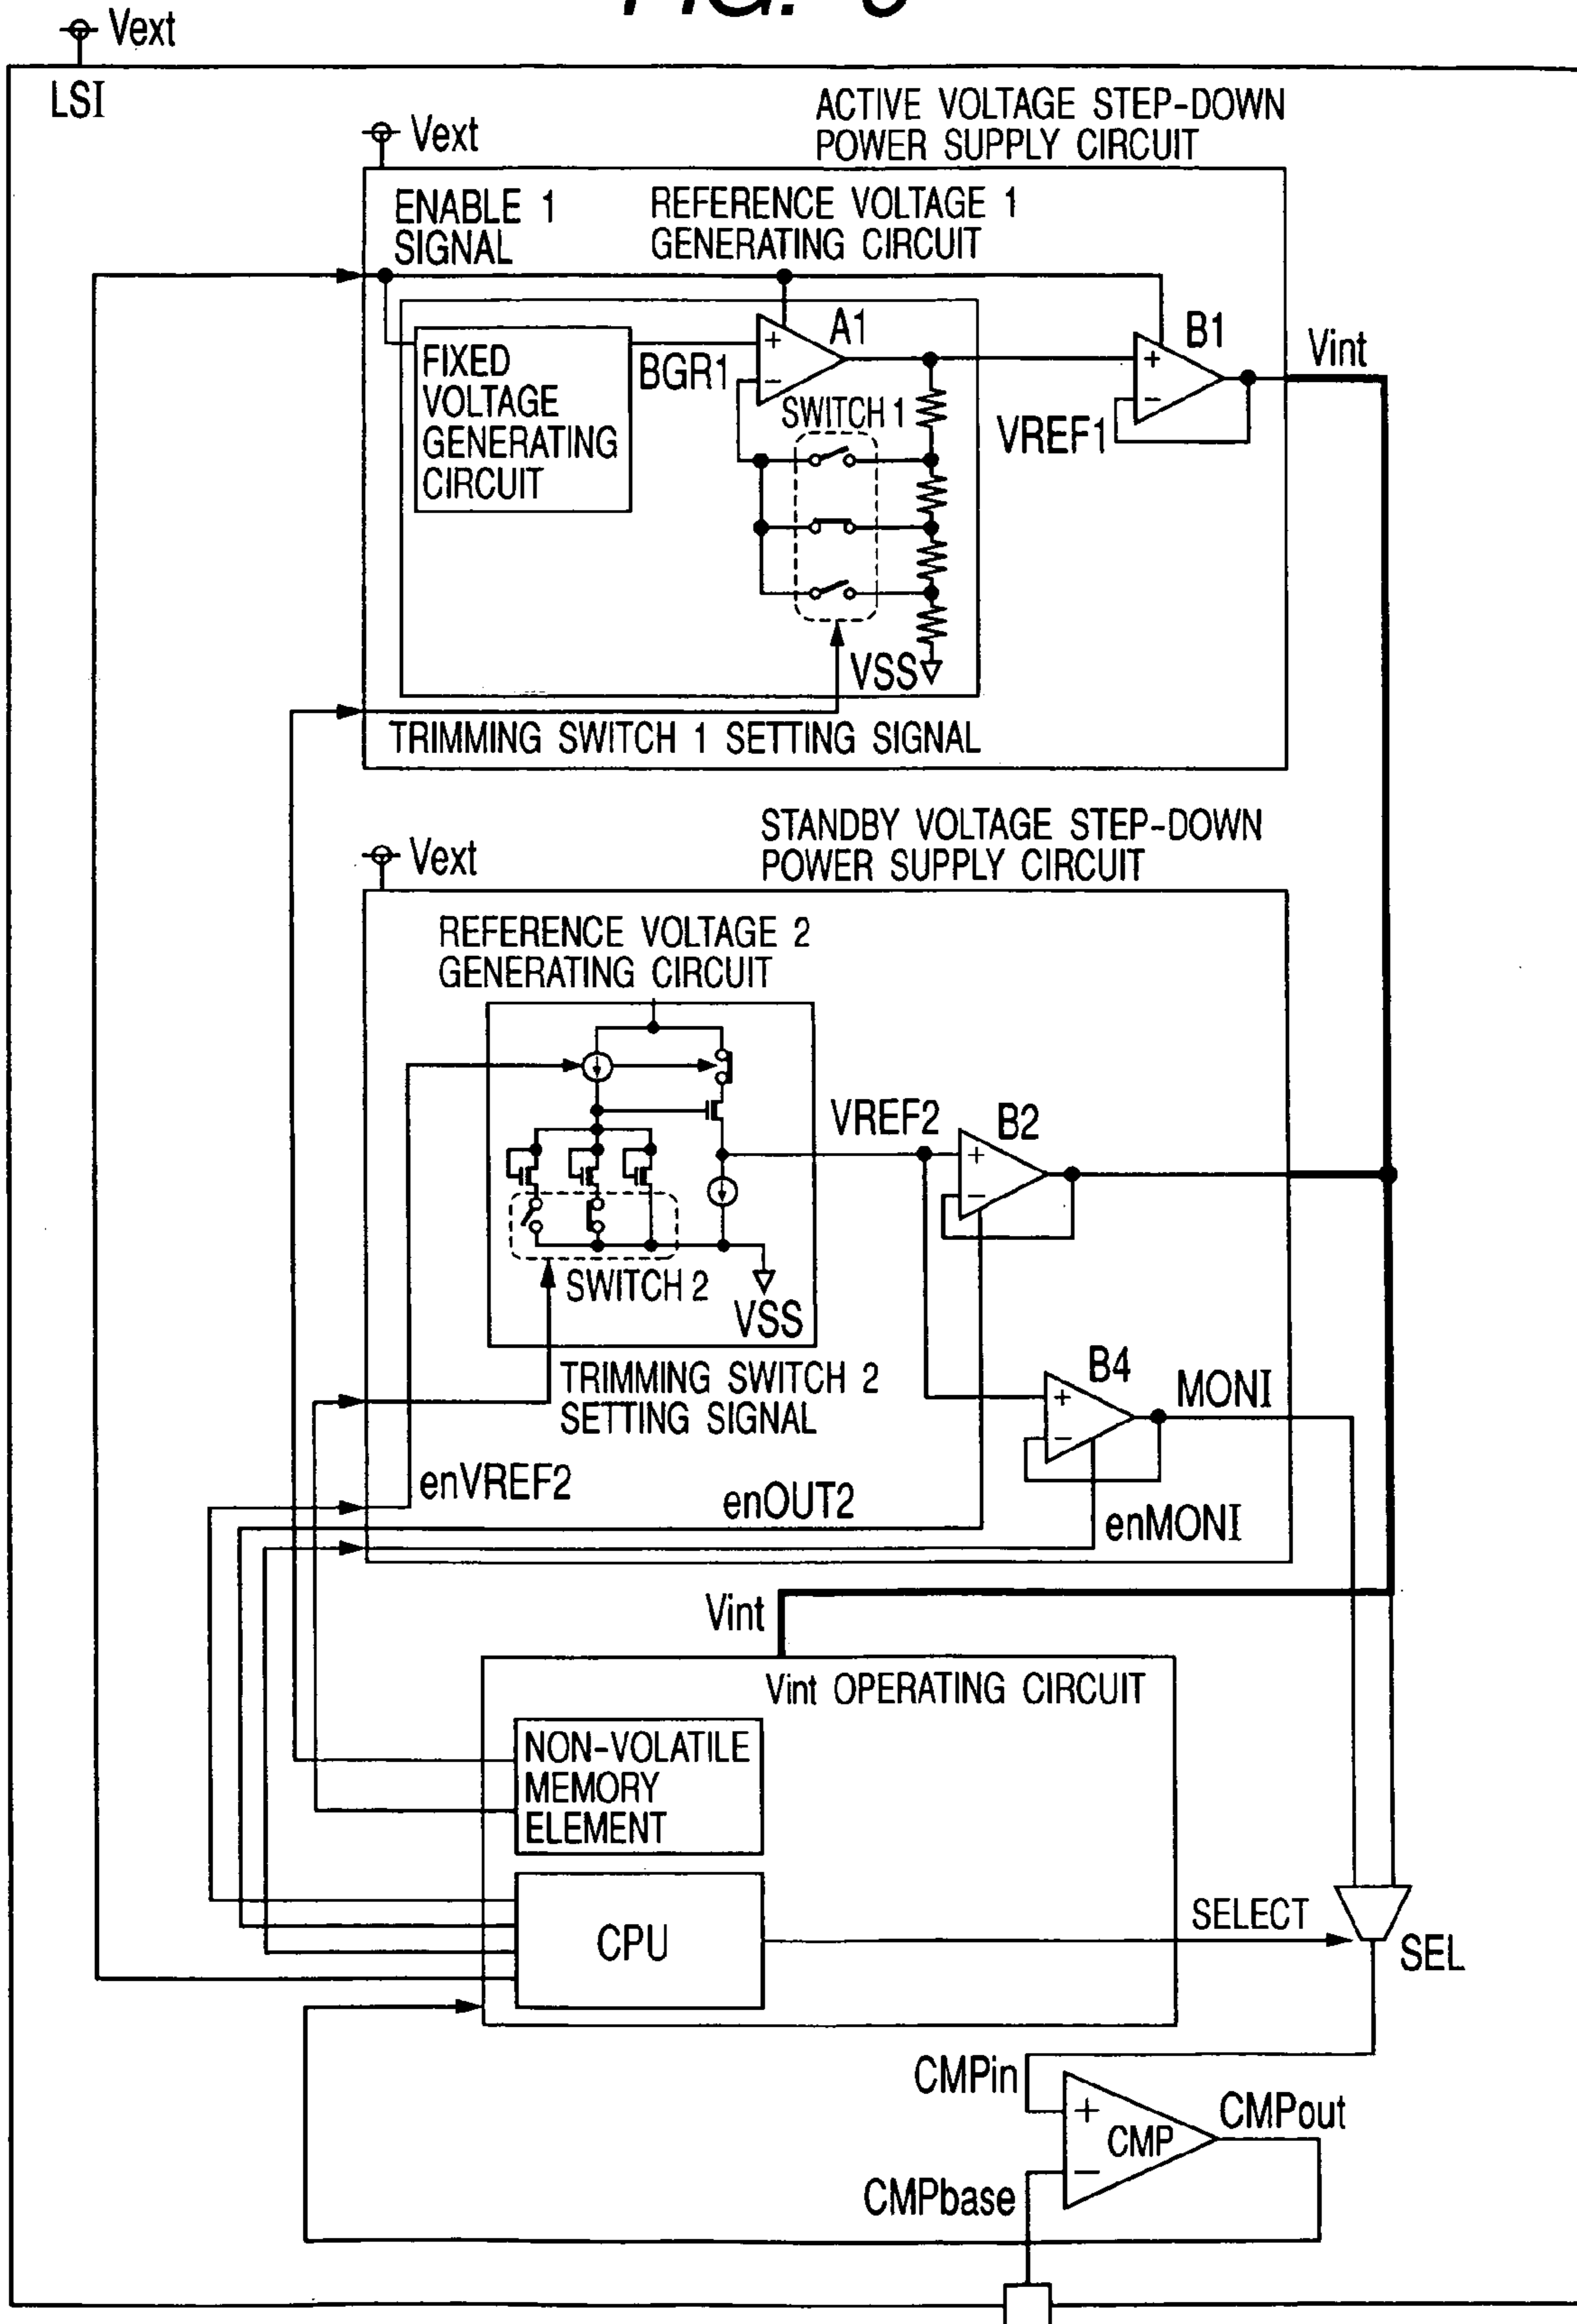 FIG.
Vext
LSI
ACTIVE VOLTAGE STEP-DOWN
POWER SUPPLY CIRCUIT
Vext
ENABLE 1
SIGNAL
REFERENCE VOLTAGE 1
GENERATING CIRCUIT
A1
B1
Vint
FIXED
VOLTAGE
GENERATING
CIRCUIT
BGR1
+
−
+
−
SWITCH 1
VREF1
VSS
TRIMMING SWITCH 1 SETTING SIGNAL
STANDBY VOLTAGE STEP-DOWN
POWER SUPPLY CIRCUIT
Vext
REFERENCE VOLTAGE 2
GENERATING CIRCUIT
VREF2
B2
+
−
SWITCH 2
VSS
TRIMMING SWITCH 2
SETTING SIGNAL
B4
MONI
+
−
enVREF2
enOUT2
enMONI
Vint
Vint OPERATING CIRCUIT
NON-VOLATILE
MEMORY
ELEMENT
CPU
SELECT
SEL
CMPin
+
CMP
−
CMPout
CMPbase